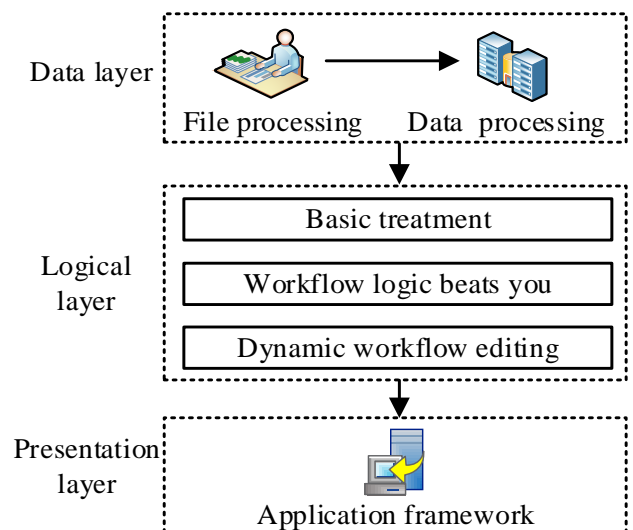 Data layer
File processing
Data processing
Logical
layer
Basic treatment
Workflow logic beats you
Dynamic workflow editing
Presentation
layer
Application framework